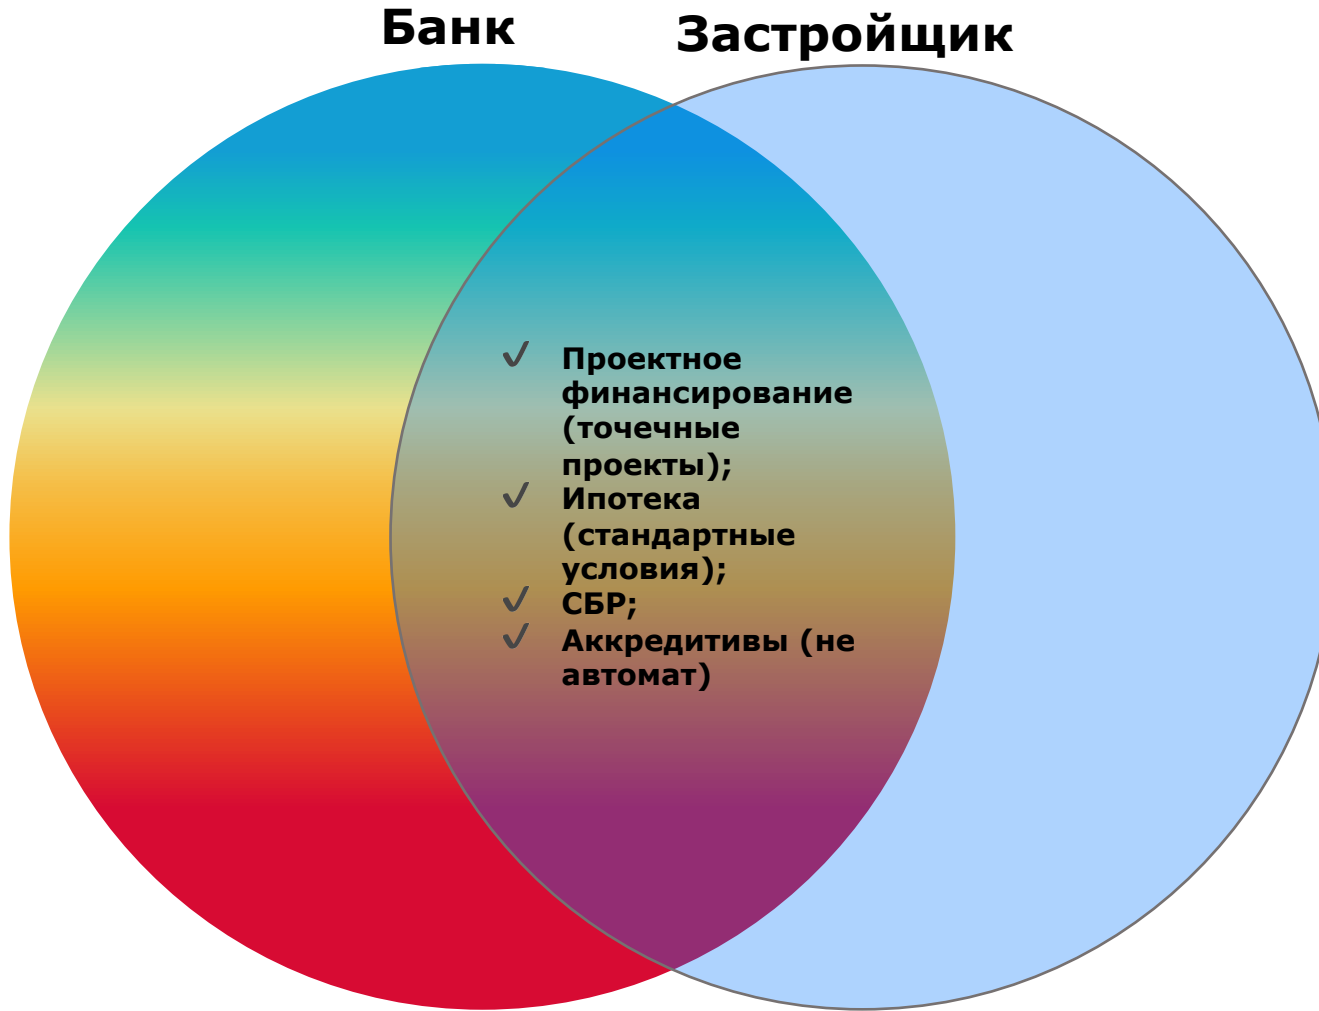 Банк
Застройщик
✓ Проектное
финансирование
(точечные
проекты);
✓ Ипотека
(стандартные
условия);
✓ СБР;
✓ Аккредитивы (не
автомат)